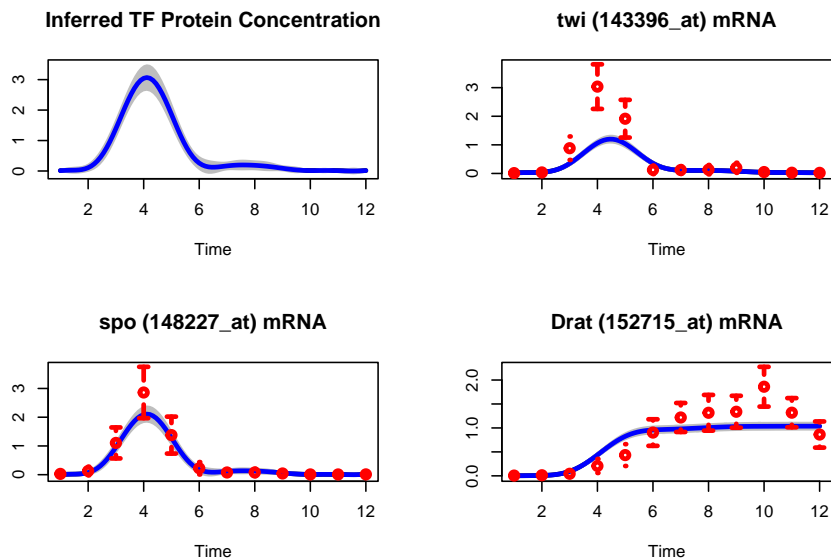 Inferred TF Protein Concentration
3
2
1
0
2 4 6 8 10 12
Time
twi (143396_at) mRNA
3
2
1
0
2 4 6 8 10 12
Time
spo (148227_at) mRNA
3
2
1
0
2 4 6 8 10 12
Time
Drat (152715_at) mRNA
2.0
1.0
0.0
2 4 6 8 10 12
Time